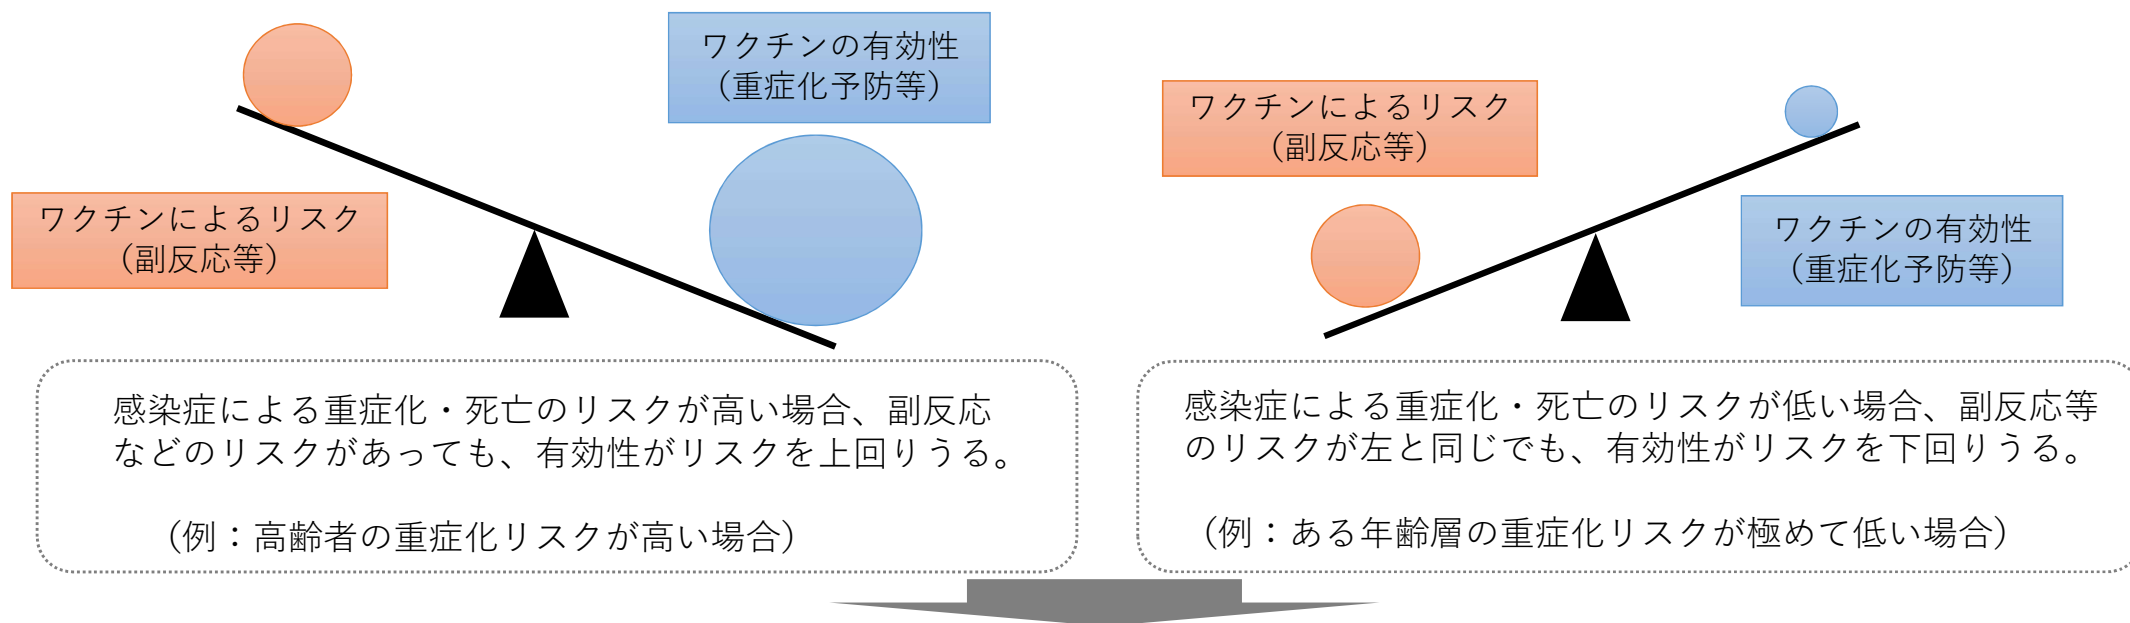 ワクチンの有効性
（重症化予防等）
ワクチンによるリスク
（副反応等）
感染症による重症化・死亡のリスクが高い場合、副反応
などのリスクがあっても、有効性がリスクを上回りうる。
（例：高齢者の重症化リスクが高い場合）
ワクチンによるリスク
（副反応等）
ワクチンの有効性
（重症化予防等）
感染症による重症化・死亡のリスクが低い場合、副反応等
のリスクが左と同じでも、有効性がリスクを下回りうる。
（例：ある年齢層の重症化リスクが極めて低い場合）